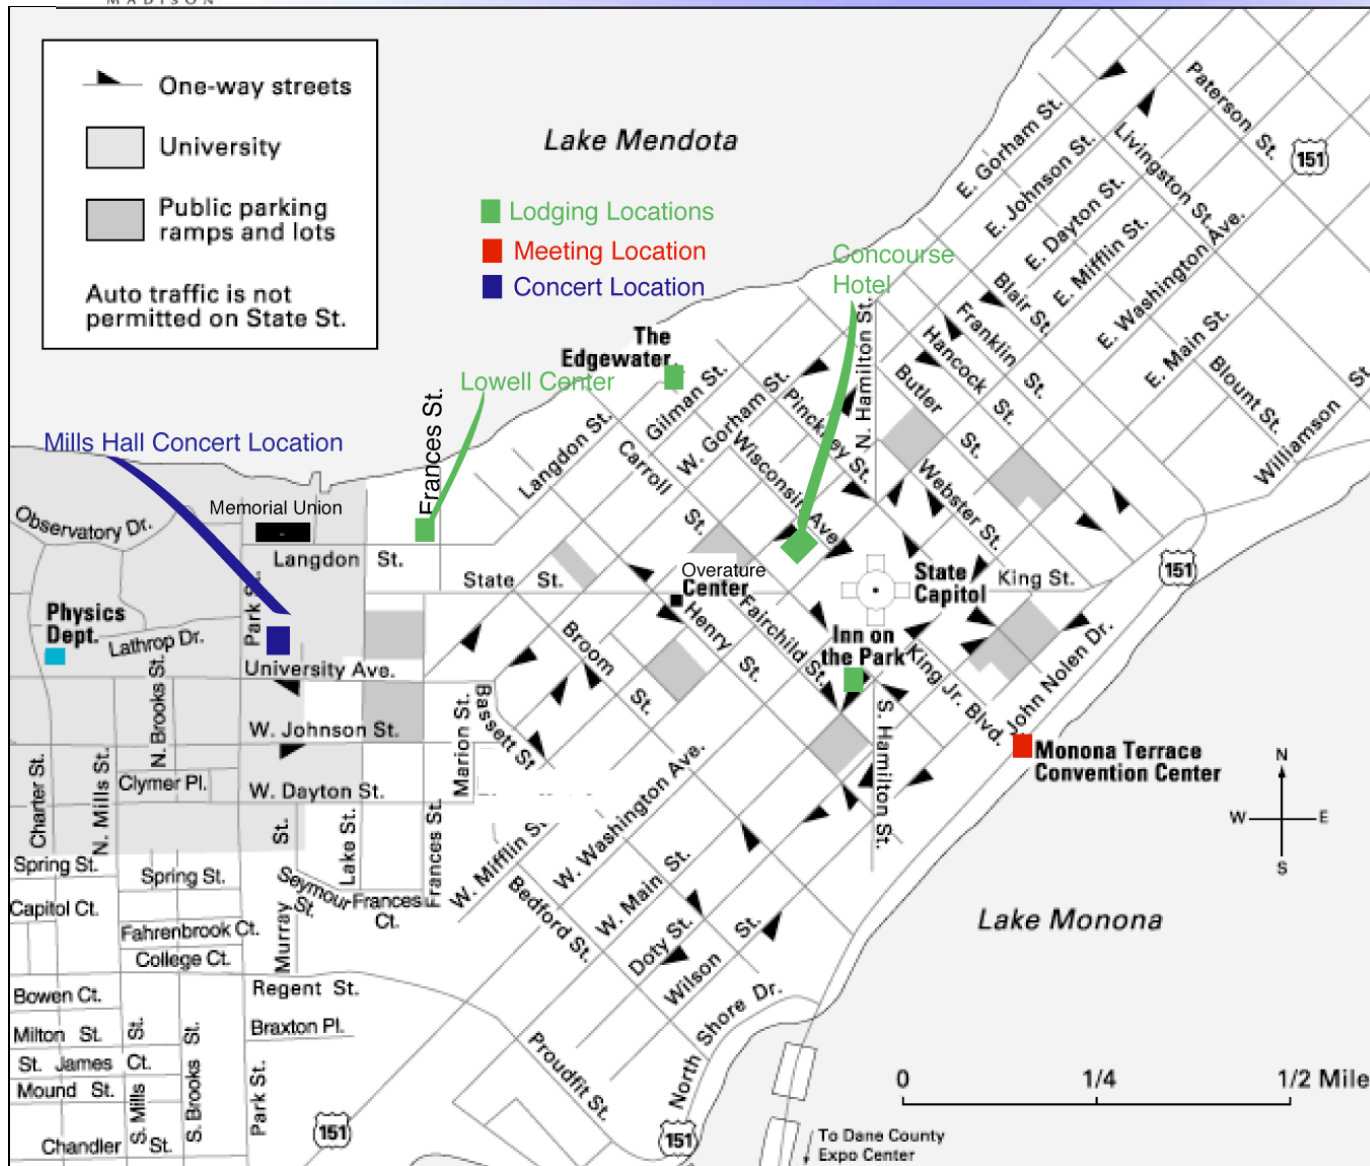 MADISON
One-way streets
University
Public parking
ramps and lots
Auto traffic is not
permitted on State St.
Lake Mendota
Lodging Locations
Meeting Location
Concert Location
Concourse
Hotel
The
Edgewater
Lowell Center
Frances St.
Mills Hall Concert Location
Memorial Union
Observatory Dr.
Langdon St.
Langdon St.
State St.
Physics
Dept.
Lathrop Dr.
Park St.
University Ave.
N. Brooks St.
W. Johnson St.
Clymer Pl.
W. Dayton St.
Charter St.
N. Mills St.
Marion St.
Bassett St.
Lake St.
Frances St.
Spring St.
Spring St.
Capitol Ct.
Seymour
St.
Frances
Ct.
Murray
St.
Fahrenbrook Ct.
College Ct.
Bowen Ct.
Regent St.
Milton St.
Braxton Pl.
St. James Ct.
Mound St.
Chandler St.
S. Mills St.
S. Brooks St.
Park St.
151
Gilman St.
Carroll St.
W. Gorham St.
Wisconsin Ave.
Pinckney St.
N. Hamilton St.
Butler St.
Hancock St.
Franklin St.
Blair St.
Webster St.
E. Gorham St.
E. Johnson St.
E. Dayton St.
E. Mifflin St.
E. Washington Ave.
E. Main St.
Livingston St.
Paterson St.
151
Blount St.
Williamson St.
Overature
Center
Henry St.
Fairchild St.
Broom St.
State
Capitol
King St.
151
Inn on
the Park
King Jr. Blvd.
John Nolen Dr.
S. Hamilton St.
Monona Terrace
Convention Center
W. Mifflin St.
W. Washington Ave.
W. Main St.
Doty St.
Wilson St.
Bedford St.
Proudfit St.
North Shore Dr.
151
Lake Monona
N
W
E
S
0 1/4 1/2 Mile
To Dane County
Expo Center